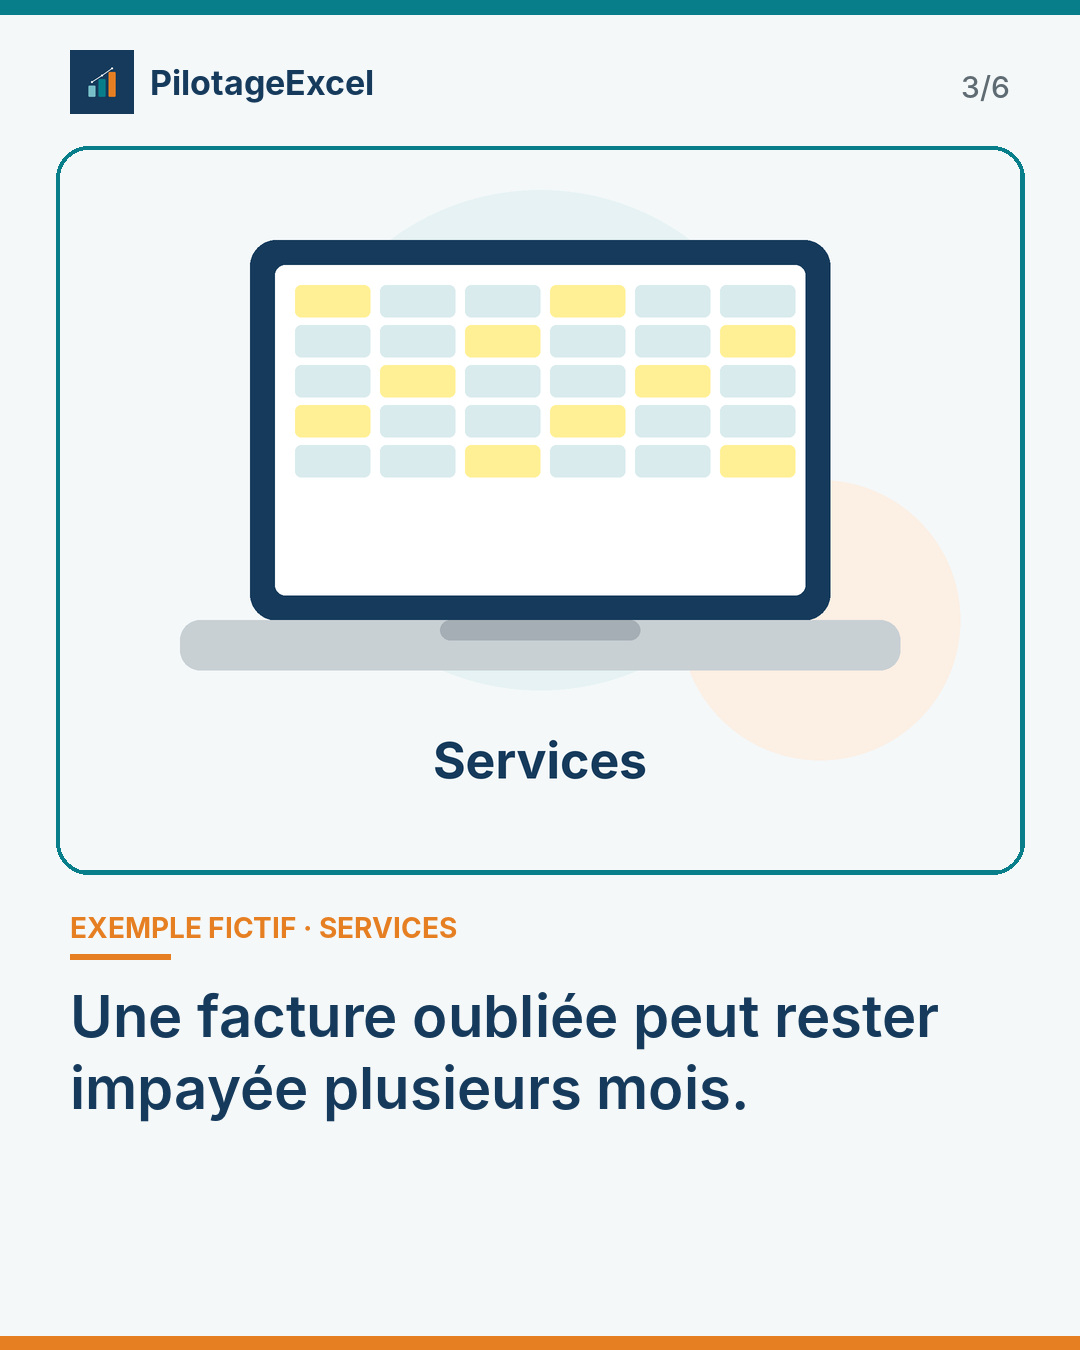 PilotageExcel
3/6
Services
EXEMPLE FICTIF · SERVICES
Une facture oubliée peut rester
impayée plusieurs mois.